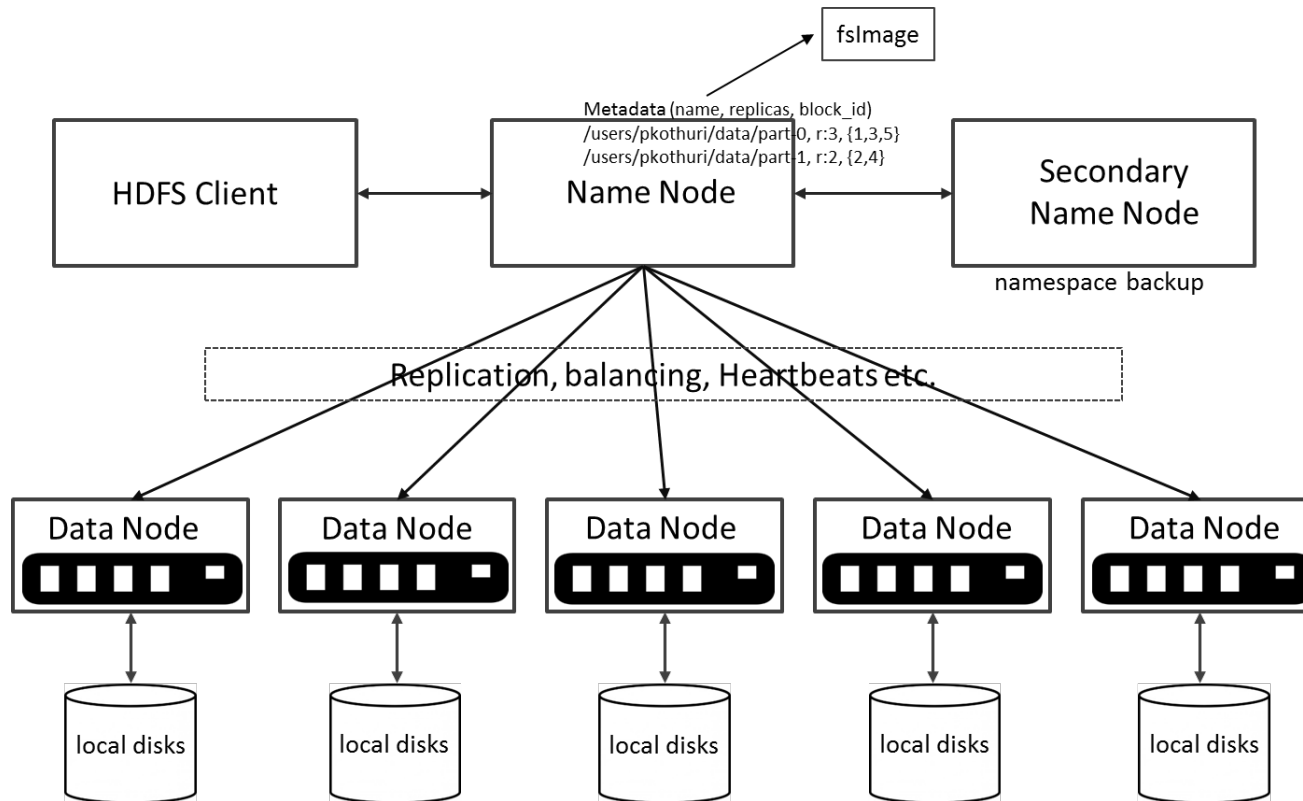 fsImage
Metadata (name, replicas, block_id)
/users/pkothuri/data/part-0, r:3, {1,3,5}
/users/pkothuri/data/part-1, r:2, {2,4}
HDFS Client
Name Node
Secondary
Name Node
namespace backup
Replication, balancing, Heartbeats etc.
Data Node
Data Node
Data Node
Data Node
Data Node
local disks
local disks
local disks
local disks
local disks